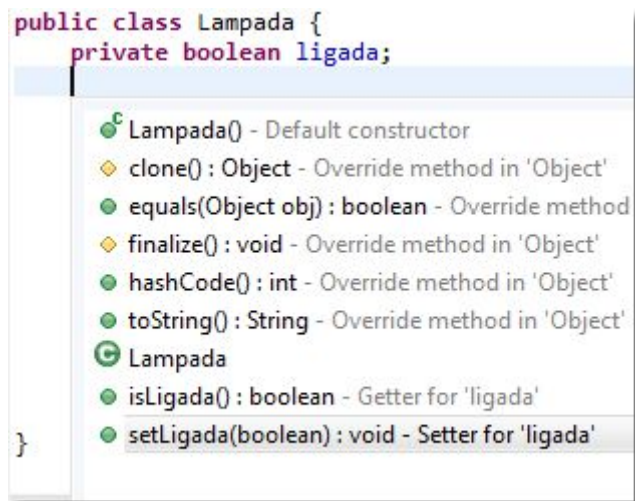 public class Lampada {
private boolean ligada;
Lampada() - Default constructor
clone() : Object - Override method in 'Object'
equals(Object obj) : boolean - Override method
finalize() : void - Override method in 'Object'
hashCode() : int - Override method in 'Object'
toString() : String - Override method in 'Object'
Lampada
isLigada() : boolean - Getter for 'ligada'
setLigada(boolean) : void - Setter for 'ligada'
}